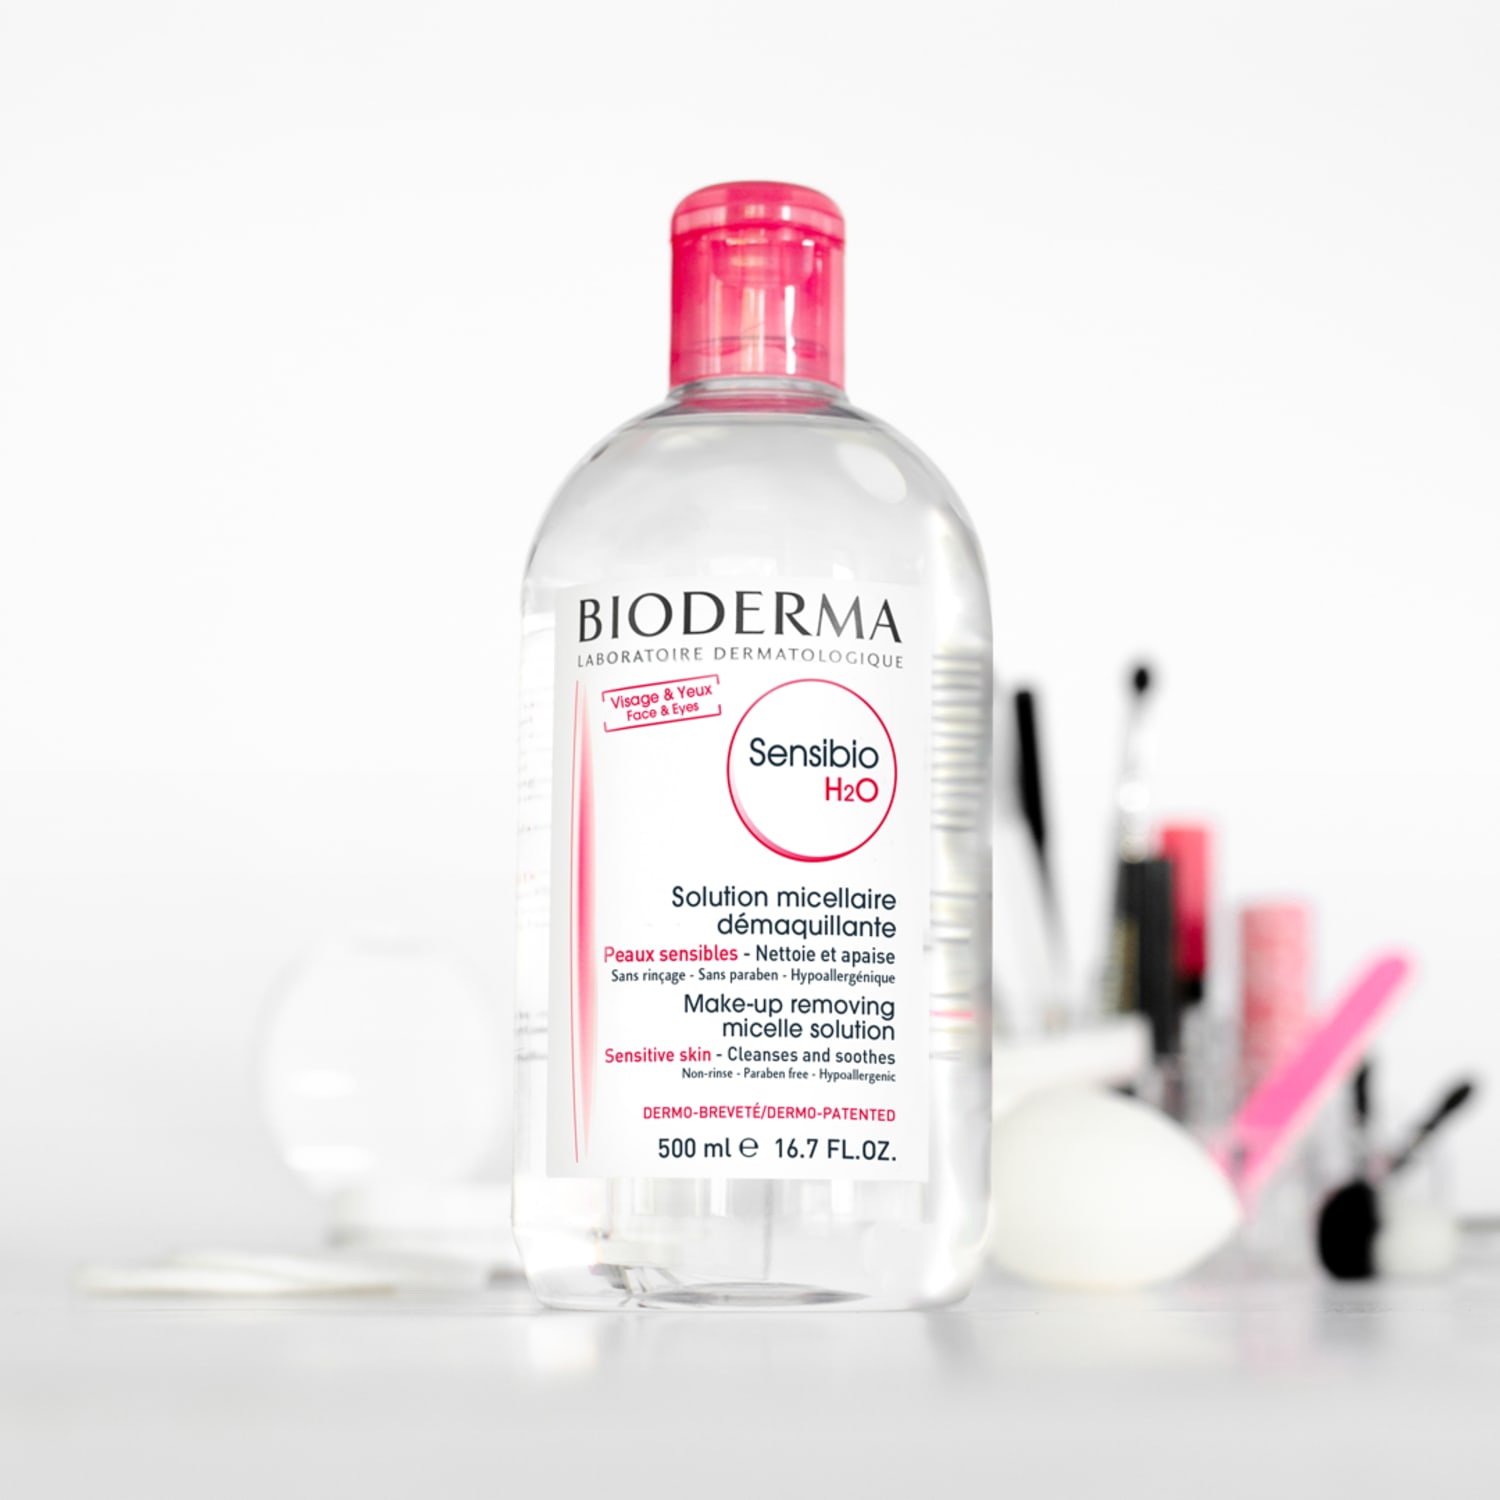 BIODERMA
LABORATOIRE DERMATOLOGIQUE
Visage & Yeux
Face & Eyes
Sensibio
H2O
Solution micellaire
démaquillante
Peaux sensibles - Nettoie et apaise
Sans rinçage - Sans paraben - Hypoallergénique
Make-up removing
micelle solution
Sensitive skin - Cleanses and soothes
Non-rinse - Paraben free - Hypoallergenic
DERMO-BREVETÉ/DERMO-PATENTED
500 ml ℮ 16.7 FL.OZ.